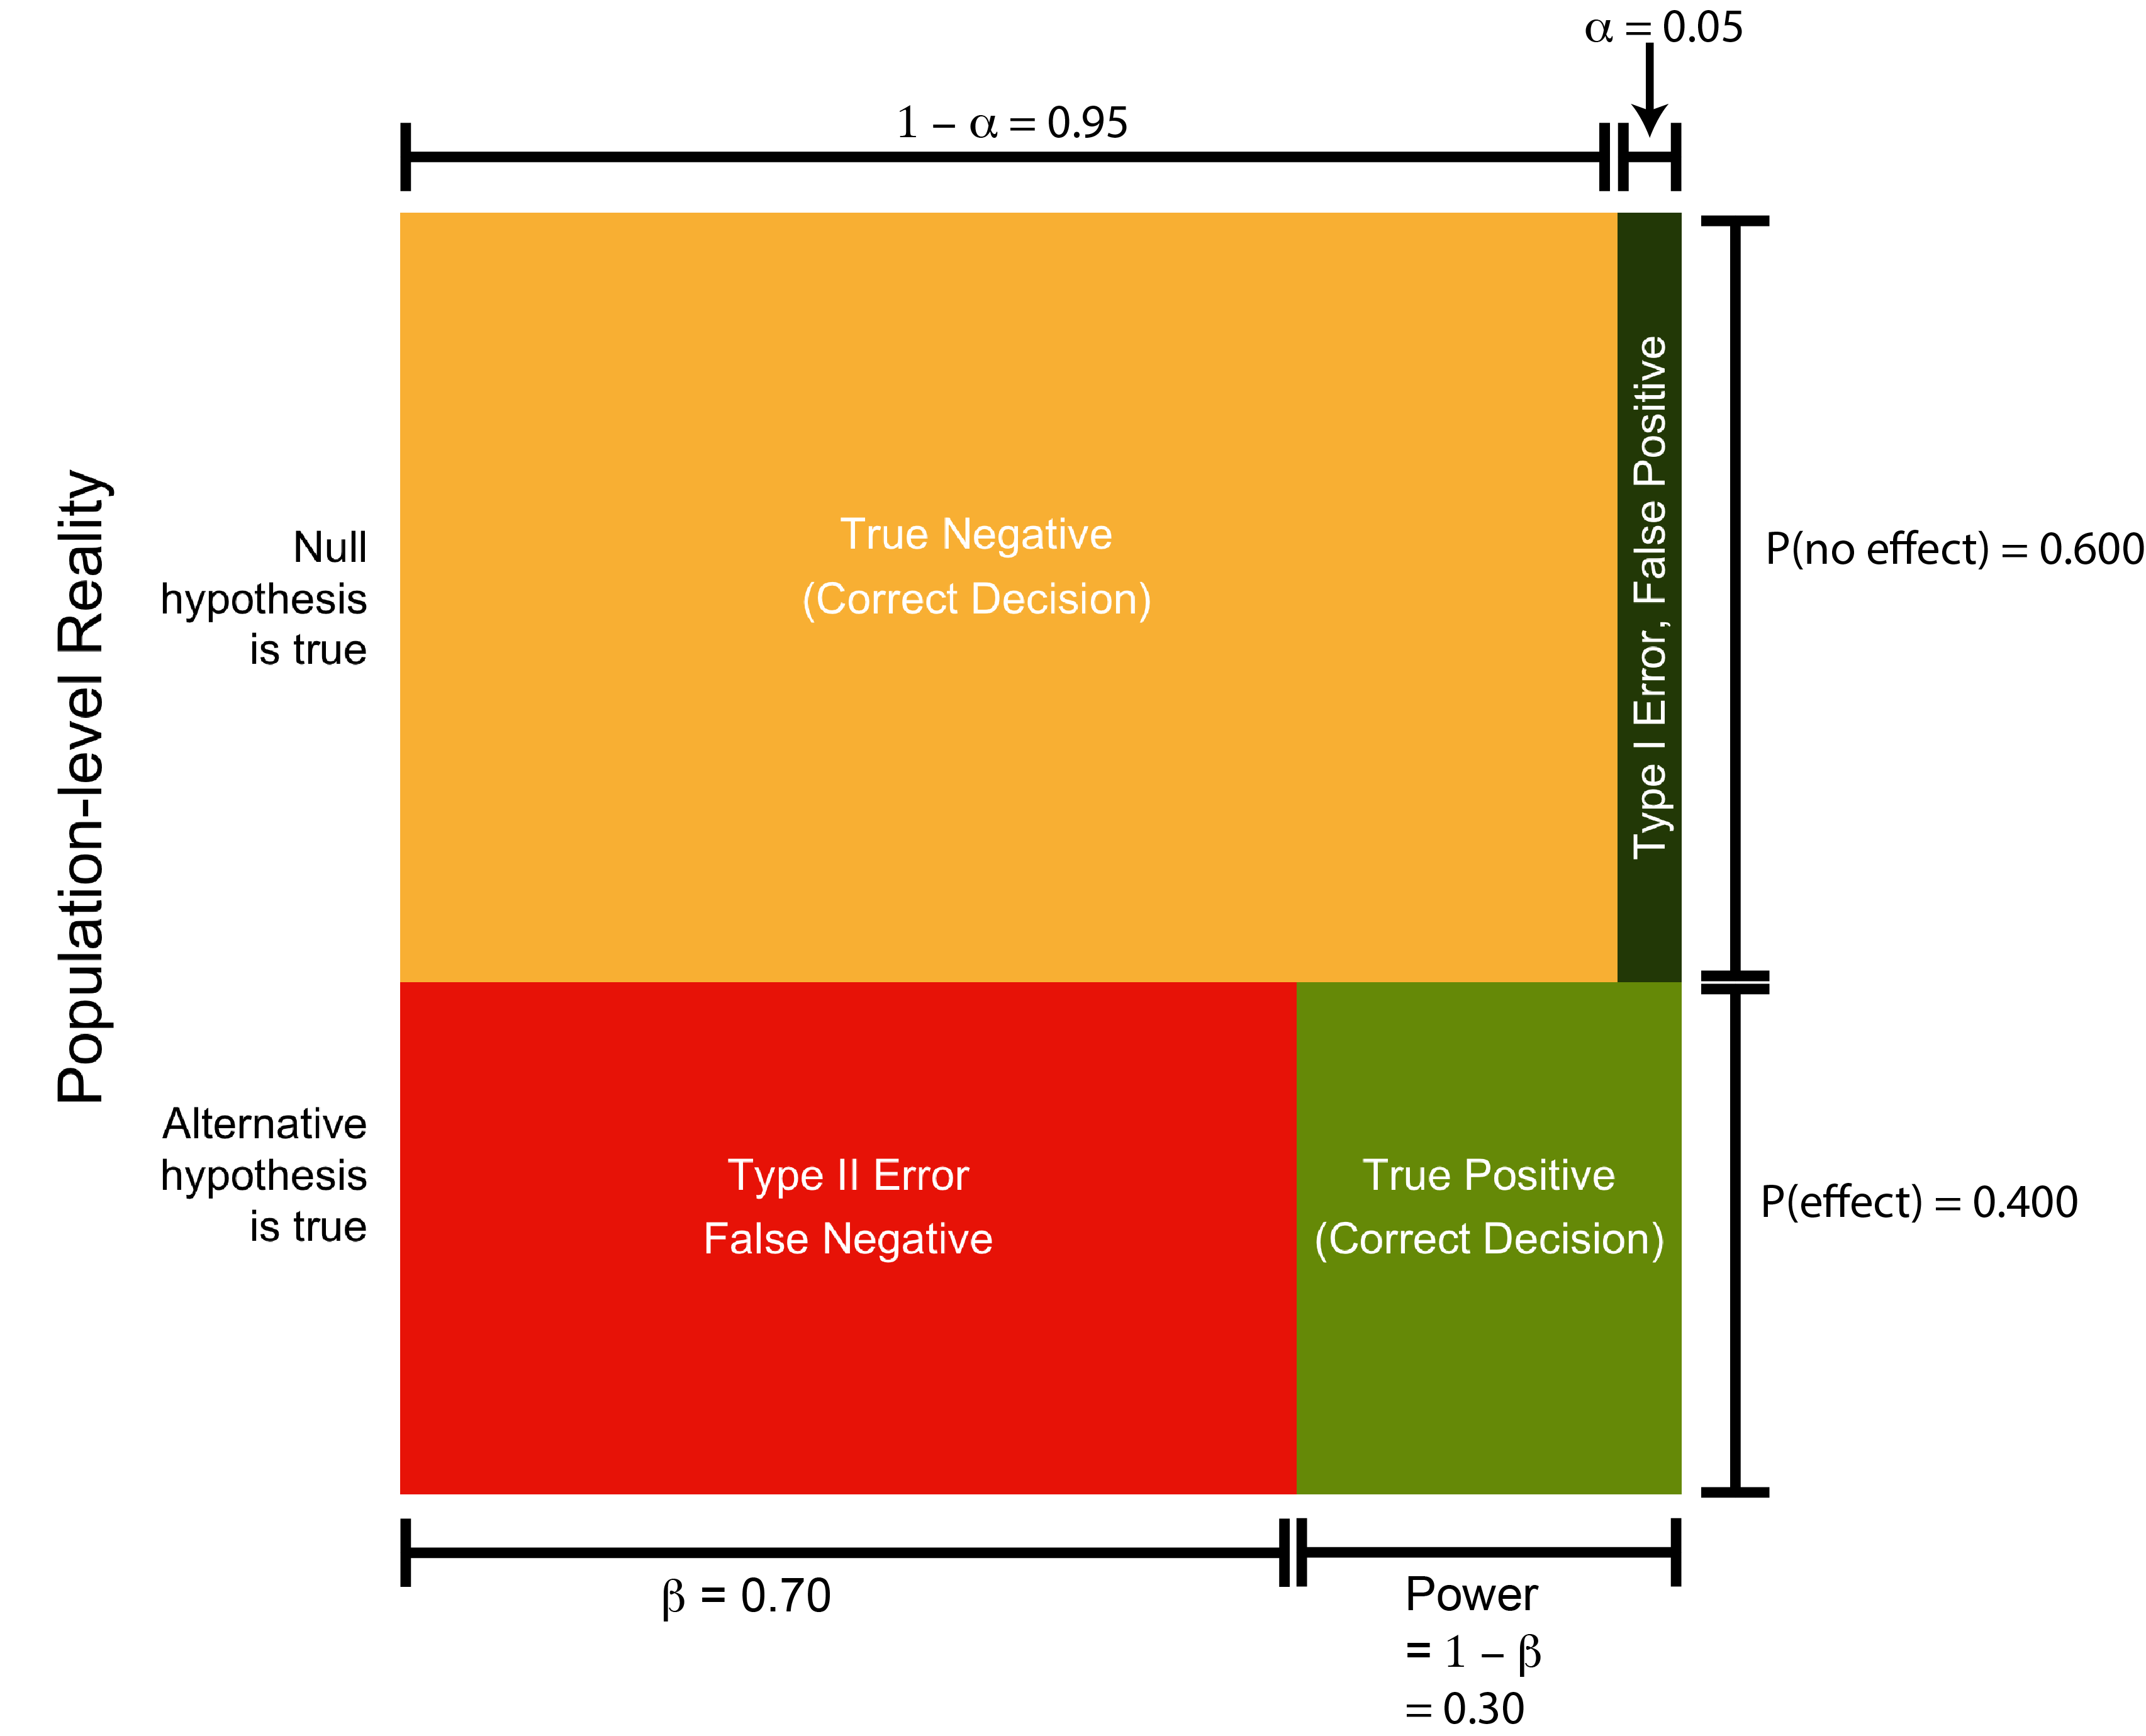 α = 0.05
1 − α = 0.95
Population-level Reality
Null
hypothesis
is true
True Negative
(Correct Decision)
Type I Error, False Positive
P(no effect) = 0.600
Alternative
hypothesis
is true
Type II Error
False Negative
True Positive
(Correct Decision)
P(effect) = 0.400
β = 0.70
Power
= 1 − β
= 0.30